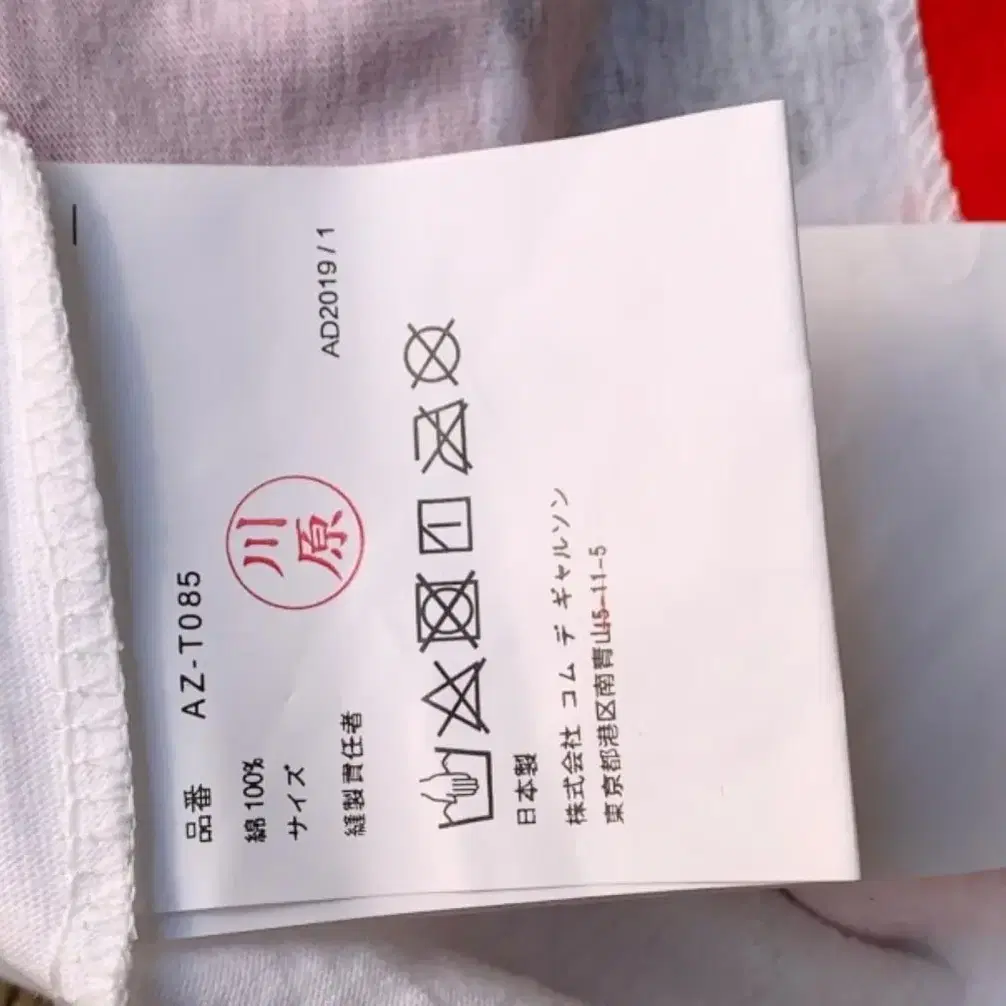 品番 AZ-T085
綿 100%
サイズ
川原
縫製責任者
AD2019/1
日本製
株式会社 コム デ ギャルソン
東京都港区南青山5-11-5